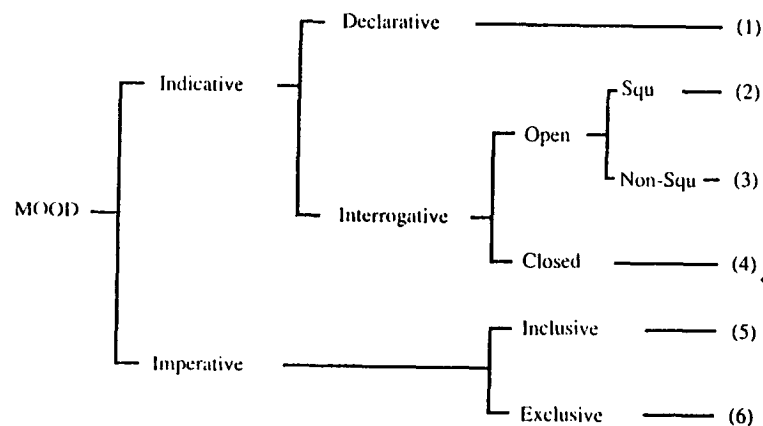 Declarative (1)
Indicative Squ (2)
Open
Non-Squ (3)
MOOD Interrogative
Closed (4)
Inclusive (5)
Imperative
Exclusive (6)